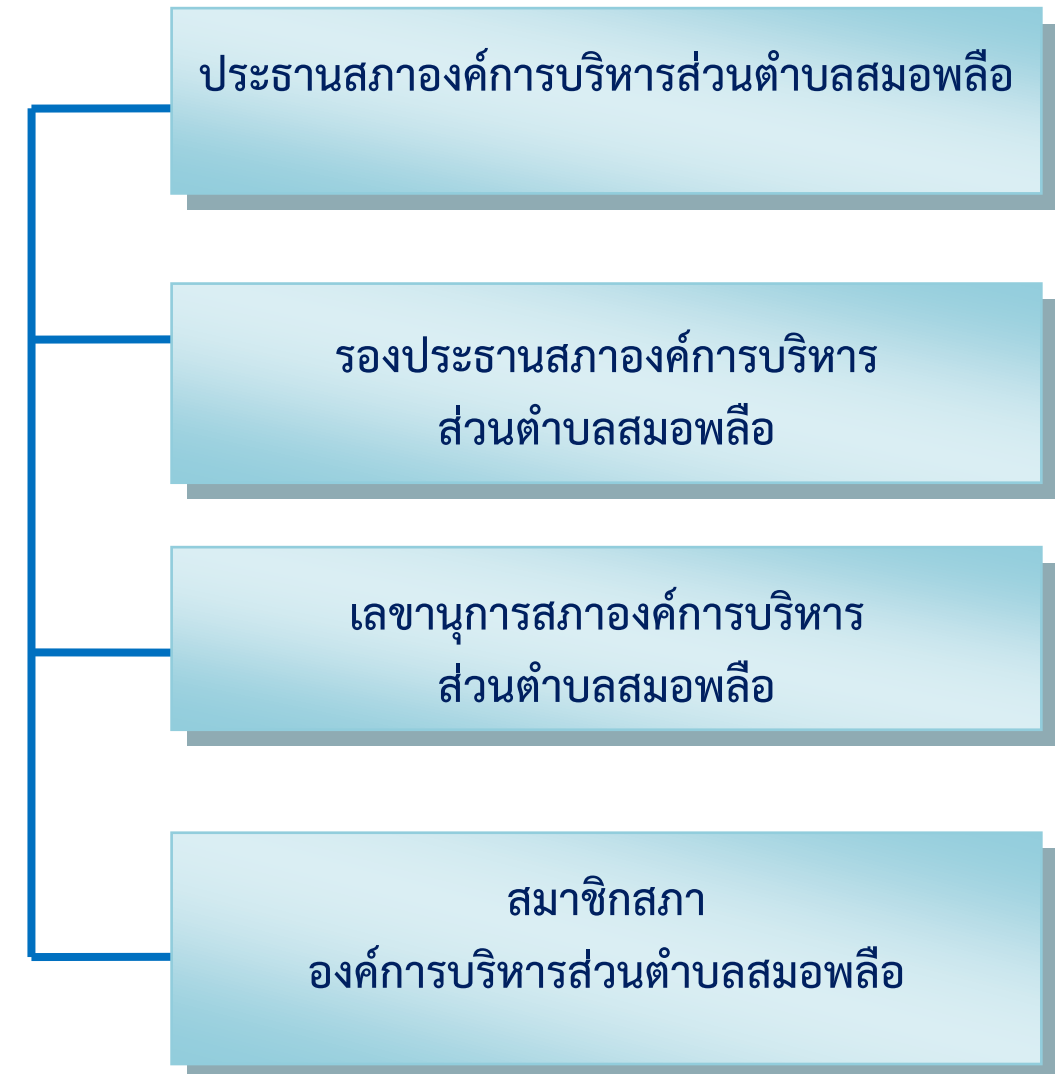 ประธานสภาองค์การบริหารส่วนตำบลสมอพลือ
รองประธานสภาองค์การบริหาร
ส่วนตำบลสมอพลือ
เลขานุการสภาองค์การบริหาร
ส่วนตำบลสมอพลือ
สมาชิกสภา
องค์การบริหารส่วนตำบลสมอพลือ